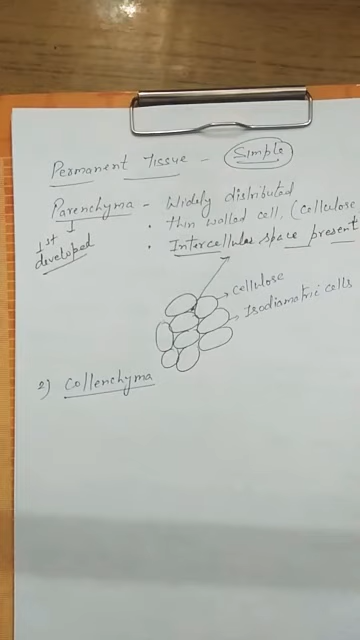 Permanent Tissue - Simple
Parenchyma - Widely distributed
↓ • Thin walled cell, (cellulose
1st developed • Intercellular space present
cellulose
Isodiametric cells
2) Collenchyma